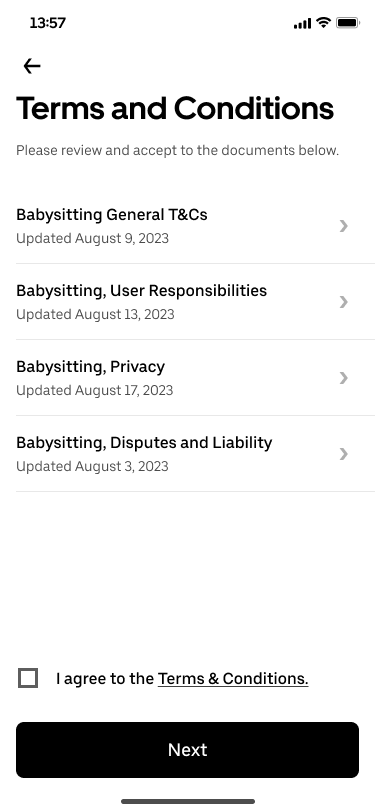 13:57
Terms and Conditions
Please review and accept to the documents below.
Babysitting General T&Cs
Updated August 9, 2023
Babysitting, User Responsibilities
Updated August 13, 2023
Babysitting, Privacy
Updated August 17, 2023
Babysitting, Disputes and Liability
Updated August 3, 2023
I agree to the Terms & Conditions.
Next